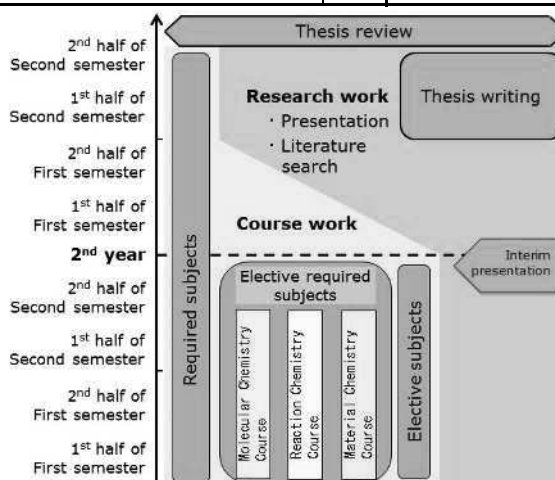 Thesis review
2nd half of
Second semester
1st half of
Second semester
2nd half of
First semester
1st half of
First semester
2nd year
2nd half of
Second semester
1st half of
Second semester
2nd half of
First semester
1st half of
First semester
Required subjects
Research work
· Presentation
· Literature
search
Thesis writing
Course work
Interim
presentation
Elective required
subjects
Molecular Chemistry
Course
Reaction Chemistry
Course
Material Chemistry
Course
Elective subjects